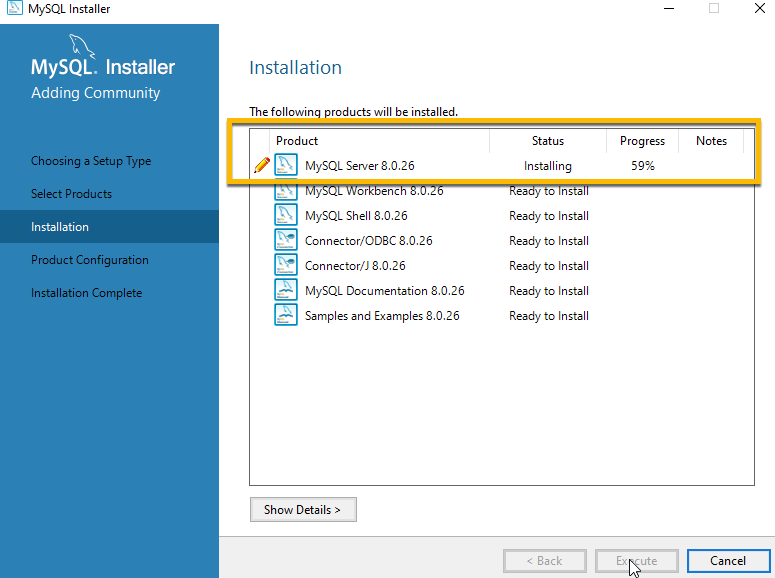 MySQL Installer
MySQL. Installer
Adding Community
Choosing a Setup Type
Select Products
Installation
Product Configuration
Installation Complete
Installation
The following products will be installed.
Product Status Progress Notes
MySQL Server 8.0.26 Installing 59%
MySQL Workbench 8.0.26 Ready to Install
MySQL Shell 8.0.26 Ready to Install
Connector/ODBC 8.0.26 Ready to Install
Connector/J 8.0.26 Ready to Install
MySQL Documentation 8.0.26 Ready to Install
Samples and Examples 8.0.26 Ready to Install
Show Details >
< Back Execute Cancel